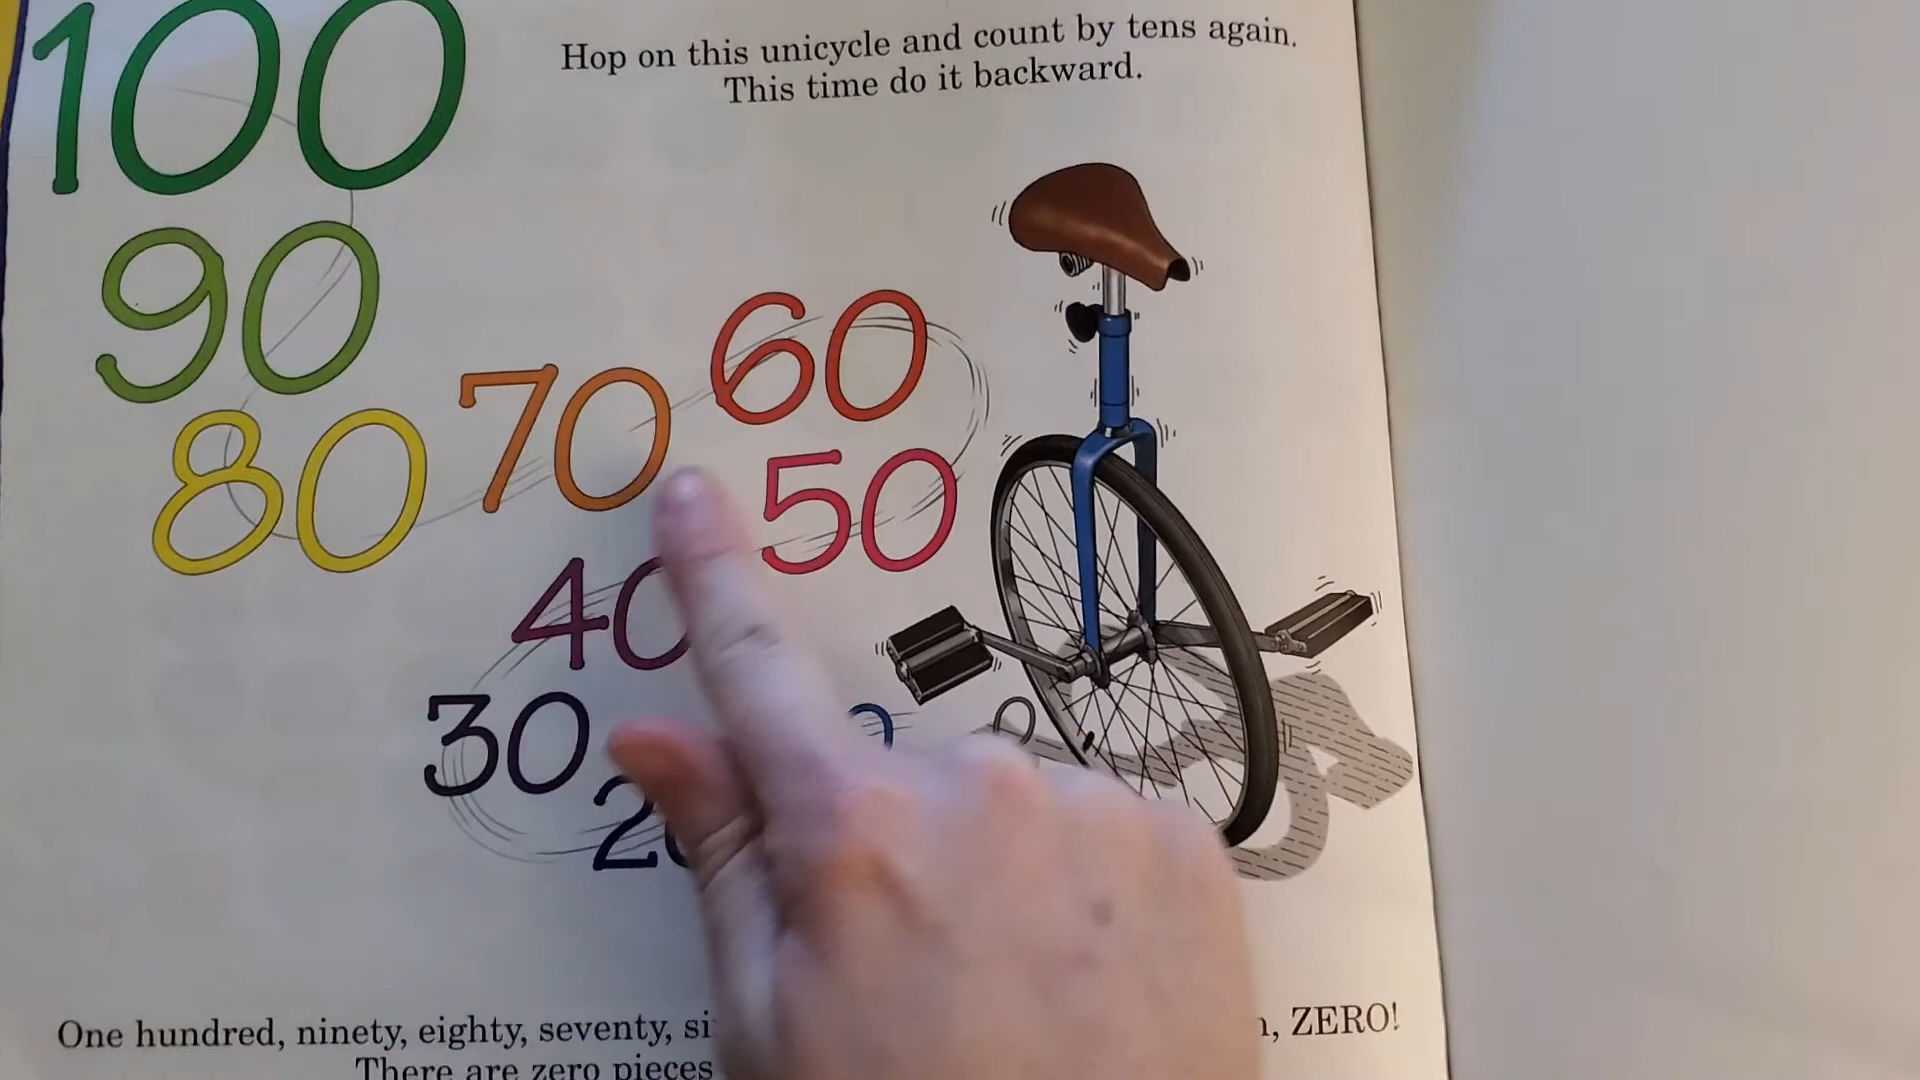 Hop on this unicycle and count by tens again.
This time do it backward.
100
90
80
70
60
50
40
30
One hundred, ninety, eighty, seventy, ZERO!
There are zero pieces